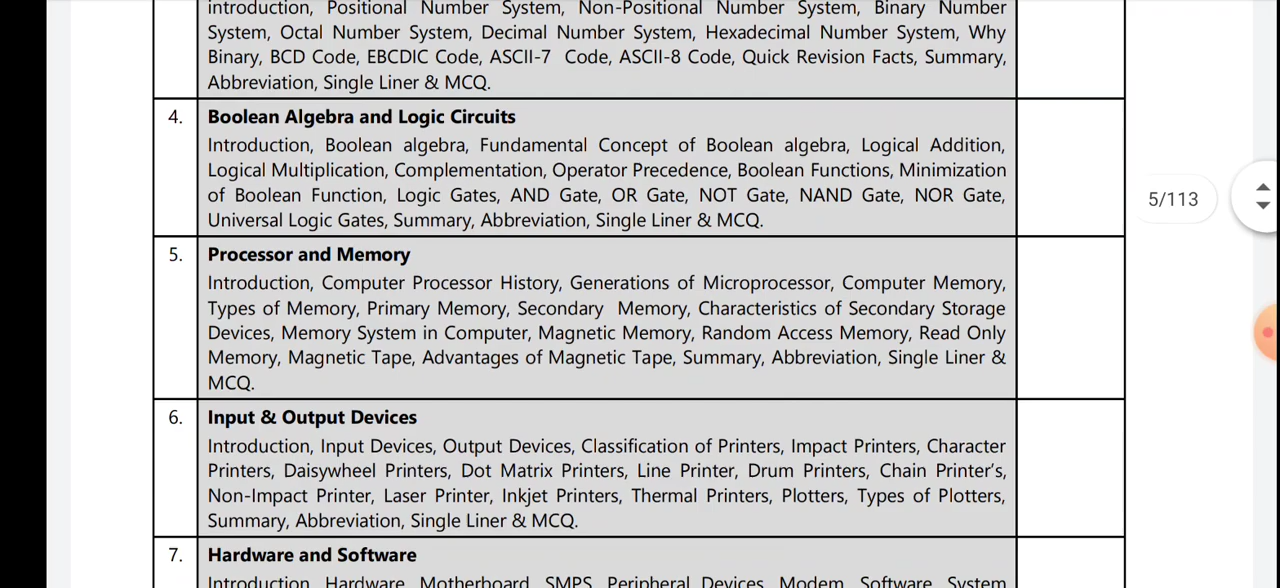 introduction, Positional Number System, Non-Positional Number System, Binary Number
System, Octal Number System, Decimal Number System, Hexadecimal Number System, Why
Binary, BCD Code, EBCDIC Code, ASCII-7 Code, ASCII-8 Code, Quick Revision Facts, Summary,
Abbreviation, Single Liner & MCQ.
4. Boolean Algebra and Logic Circuits
Introduction, Boolean algebra, Fundamental Concept of Boolean algebra, Logical Addition,
Logical Multiplication, Complementation, Operator Precedence, Boolean Functions, Minimization
of Boolean Function, Logic Gates, AND Gate, OR Gate, NOT Gate, NAND Gate, NOR Gate,
Universal Logic Gates, Summary, Abbreviation, Single Liner & MCQ.
5/113
5. Processor and Memory
Introduction, Computer Processor History, Generations of Microprocessor, Computer Memory,
Types of Memory, Primary Memory, Secondary Memory, Characteristics of Secondary Storage
Devices, Memory System in Computer, Magnetic Memory, Random Access Memory, Read Only
Memory, Magnetic Tape, Advantages of Magnetic Tape, Summary, Abbreviation, Single Liner &
MCQ.
6. Input & Output Devices
Introduction, Input Devices, Output Devices, Classification of Printers, Impact Printers, Character
Printers, Daisywheel Printers, Dot Matrix Printers, Line Printer, Drum Printers, Chain Printer's,
Non-Impact Printer, Laser Printer, Inkjet Printers, Thermal Printers, Plotters, Types of Plotters,
Summary, Abbreviation, Single Liner & MCQ.
7. Hardware and Software
Introduction, Hardware, Motherboard, SMPS, Peripheral Devices, Modem, Software, System